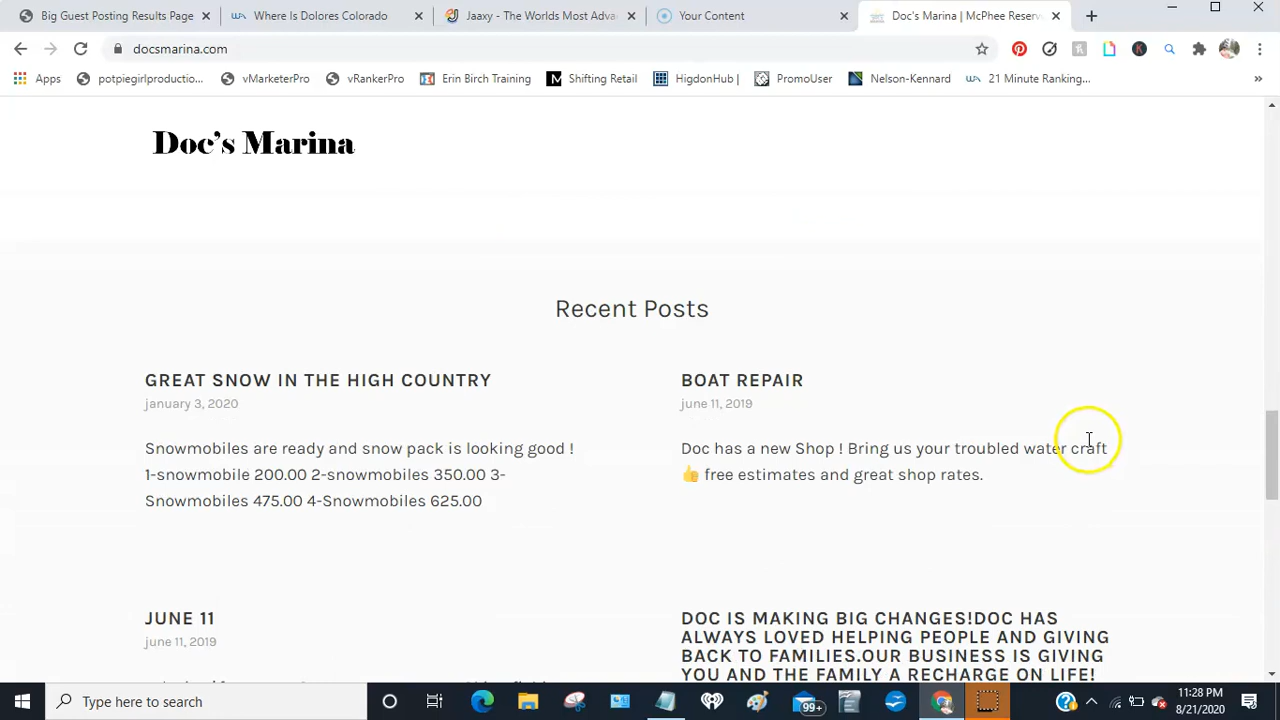 Big Guest Posting Results Page
Where Is Dolores Colorado
Jaaxy - The Worlds Most Adva
Your Content
Doc's Marina | McPhee Reserv
docsmarina.com
Apps
potpiegirlproductio...
vMarketerPro
vRankerPro
Erin Birch Training
Shifting Retail
HigdonHub |
PromoUser
Nelson-Kennard
21 Minute Ranking...
Doc's Marina
Recent Posts
GREAT SNOW IN THE HIGH COUNTRY
january 3, 2020
Snowmobiles are ready and snow pack is looking good !
1-snowmobile 200.00 2-snowmobiles 350.00 3-
Snowmobiles 475.00 4-Snowmobiles 625.00
BOAT REPAIR
june 11, 2019
Doc has a new Shop ! Bring us your troubled water craft
👍 free estimates and great shop rates.
JUNE 11
june 11, 2019
DOC IS MAKING BIG CHANGES!DOC HAS
ALWAYS LOVED HELPING PEOPLE AND GIVING
BACK TO FAMILIES.OUR BUSINESS IS GIVING
YOU AND THE FAMILY A RECHARGE ON LIFE!
Type here to search
99+
11:28 PM
8/21/2020